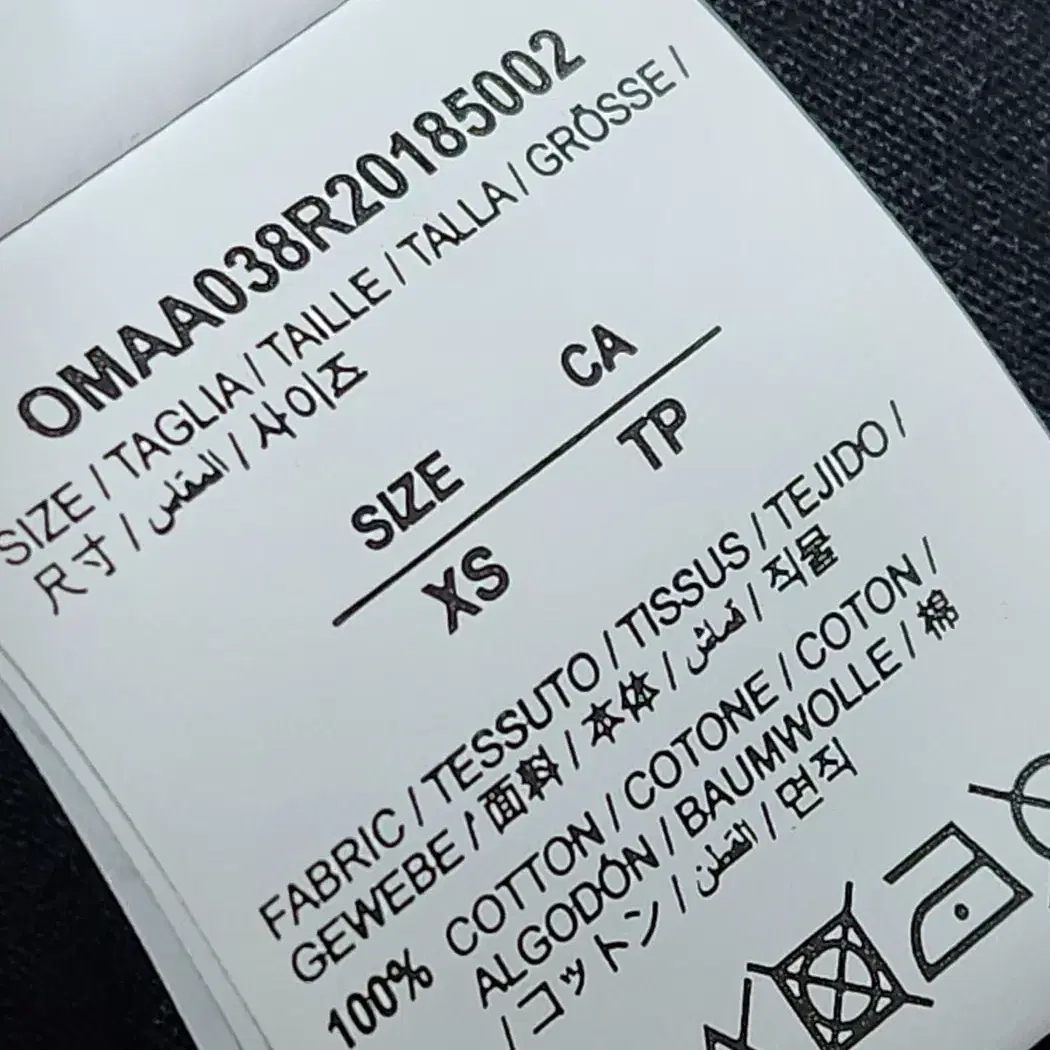 OMAA038R20185002
SIZE / TAGLIA / TAILLE / TALLA / GRÖSSE /
尺寸 / المقاس / 사이즈
SIZE CA
XS TP
FABRIC / TESSUTO / TISSUS / TEJIDO /
GEWEBE / 面料 / 本体 / قماش / 직물
100% COTTON / COTONE / COTON /
ALGODÓN / BAUMWOLLE / 棉
/ コットン / القطن / 면직